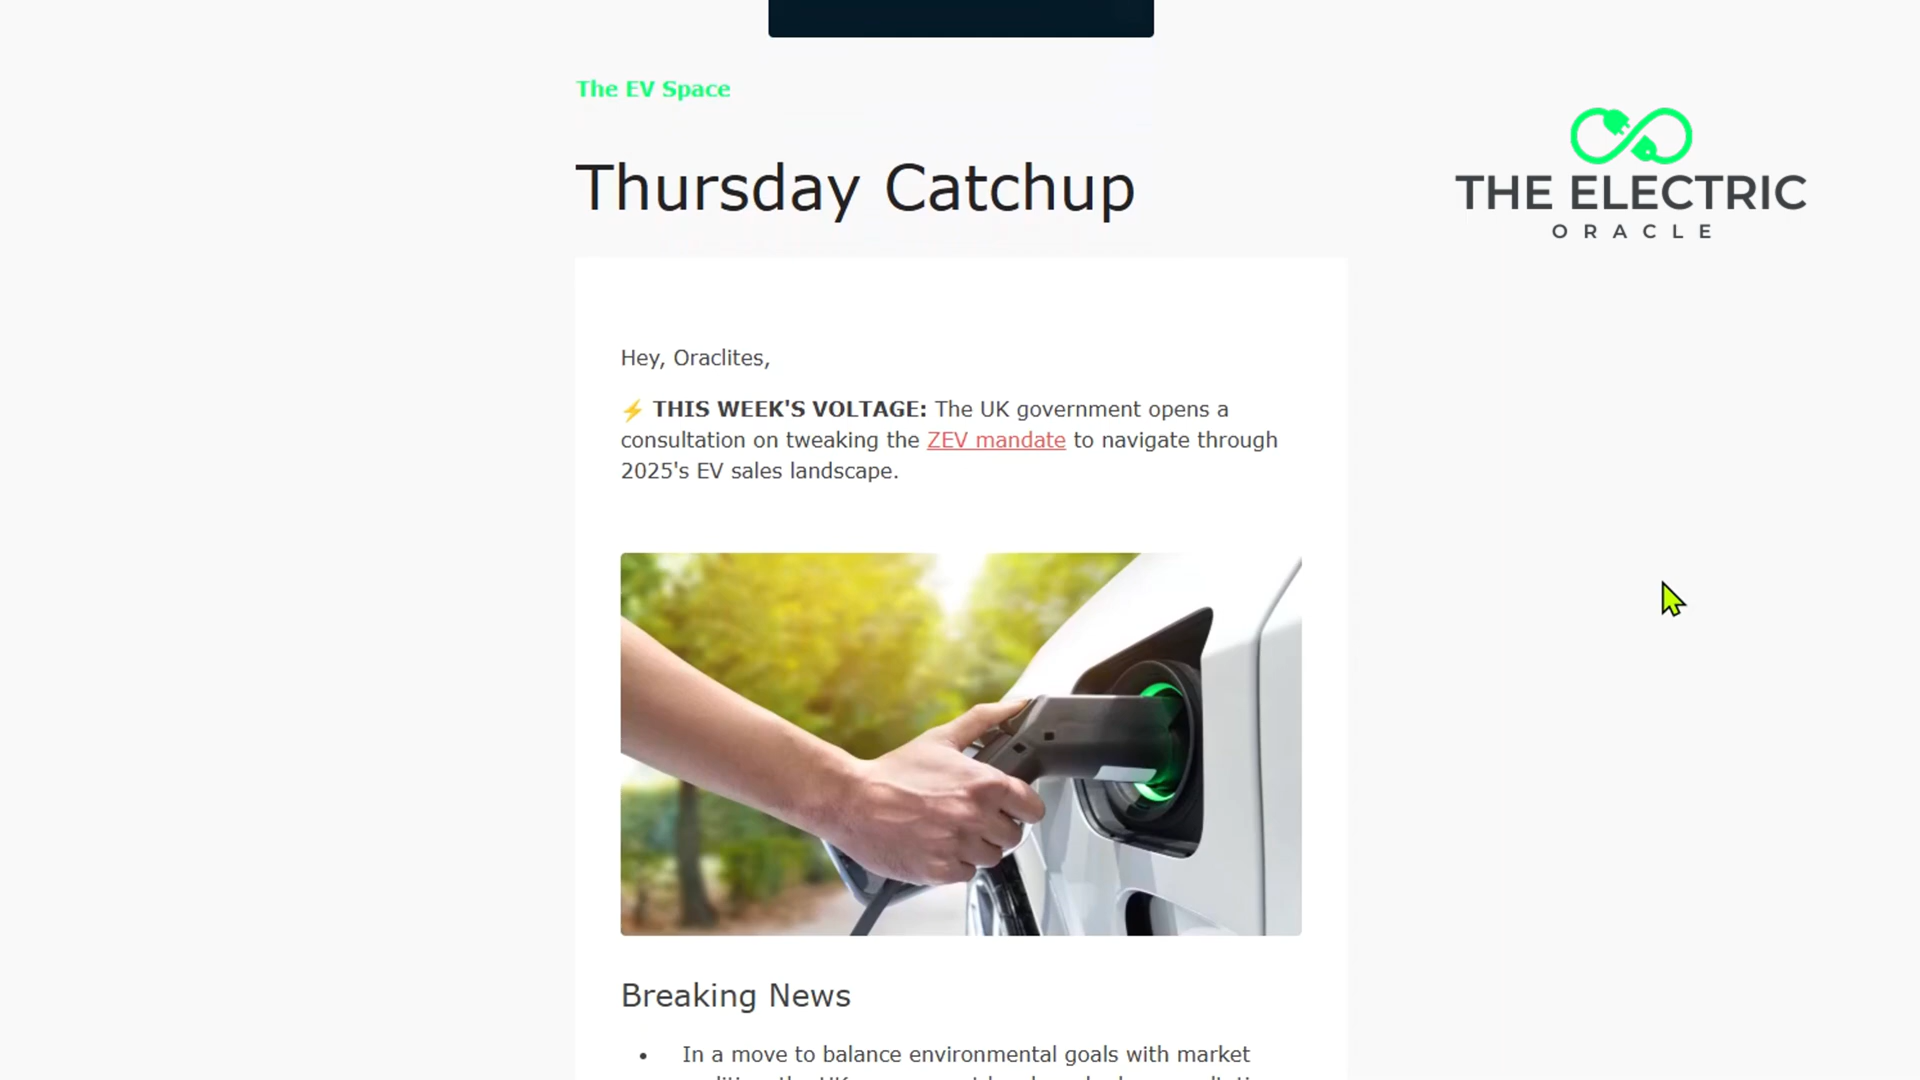 The EV Space
THE ELECTRIC
ORACLE
Thursday Catchup
Hey, Oraclites,
⚡ THIS WEEK'S VOLTAGE: The UK government opens a
consultation on tweaking the ZEV mandate to navigate through
2025's EV sales landscape.
Breaking News
• In a move to balance environmental goals with market